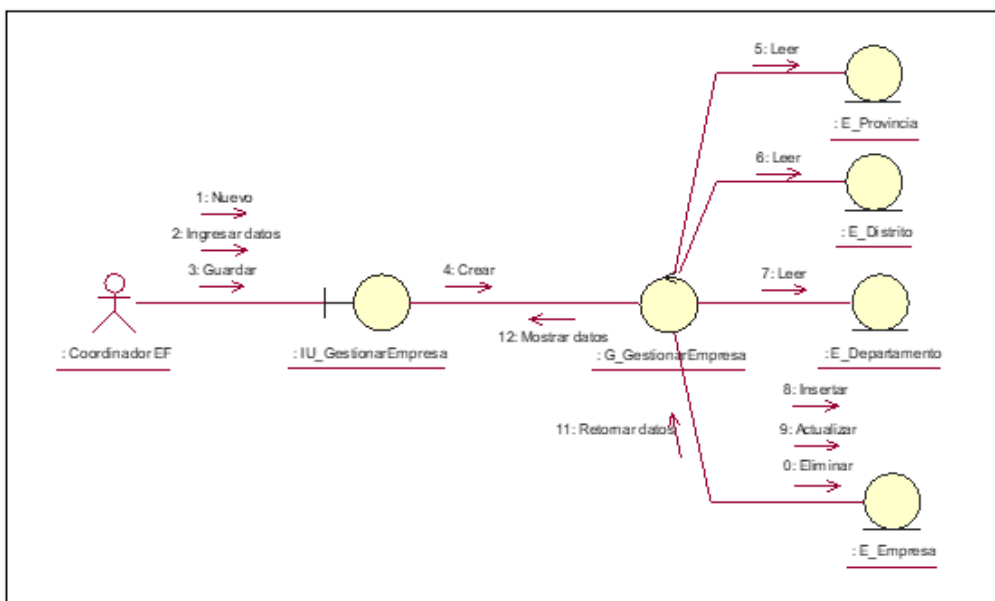 5: Leer
: E_Provincia
6: Leer
: E_Distrito
1: Nuevo
2: Ingresar datos
3: Guardar
4: Crear
7: Leer
12: Mostrar datos
: Coordinador EF
: IU_GestionarEmpresa
: G_GestionarEmpresa
: E_Departamento
8: Insertar
9: Actualizar
0: Eliminar
11: Retornar datos
: E_Empresa